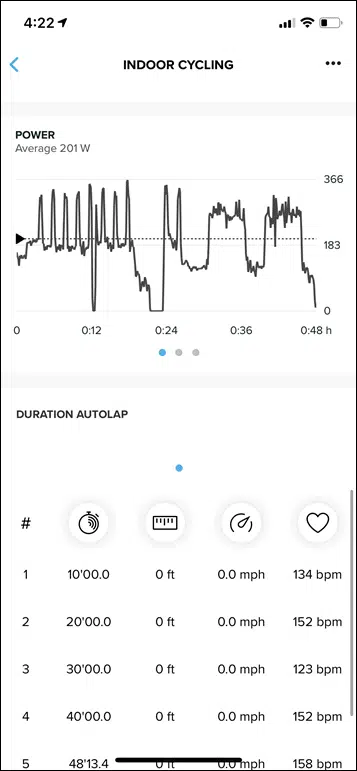 4:22
INDOOR CYCLING
POWER
Average 201 W
366
183
0
0 0:12 0:24 0:36 0:48 h
DURATION AUTOLAP
#
1 10'00.0 0 ft 0.0 mph 134 bpm
2 20'00.0 0 ft 0.0 mph 152 bpm
3 30'00.0 0 ft 0.0 mph 123 bpm
4 40'00.0 0 ft 0.0 mph 152 bpm
5 48'13.4 0 ft 0.0 mph 158 bpm